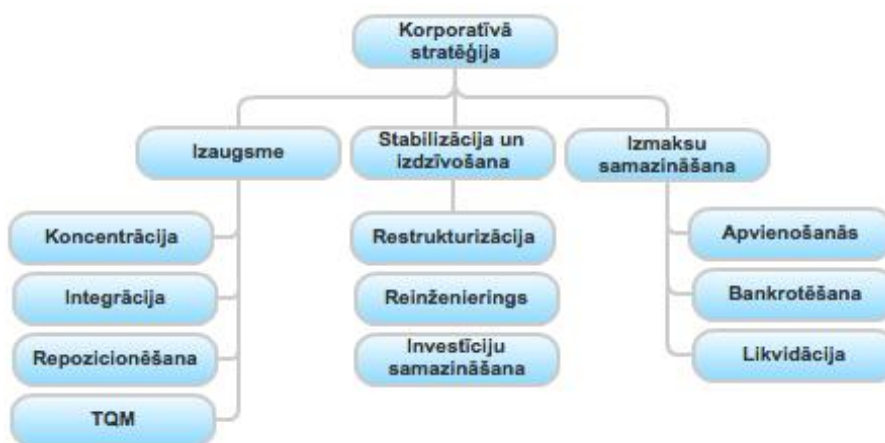 Korporatīvā
stratēģija
Izaugsme
Stabilizācija un
izdzīvošana
Izmaksu
samazināšana
Koncentrācija
Integrācija
Repozicionēšana
TQM
Restrukturizācija
Reinženierings
Investīciju
samazināšana
Apvienošanās
Bankrotēšana
Likvidācija